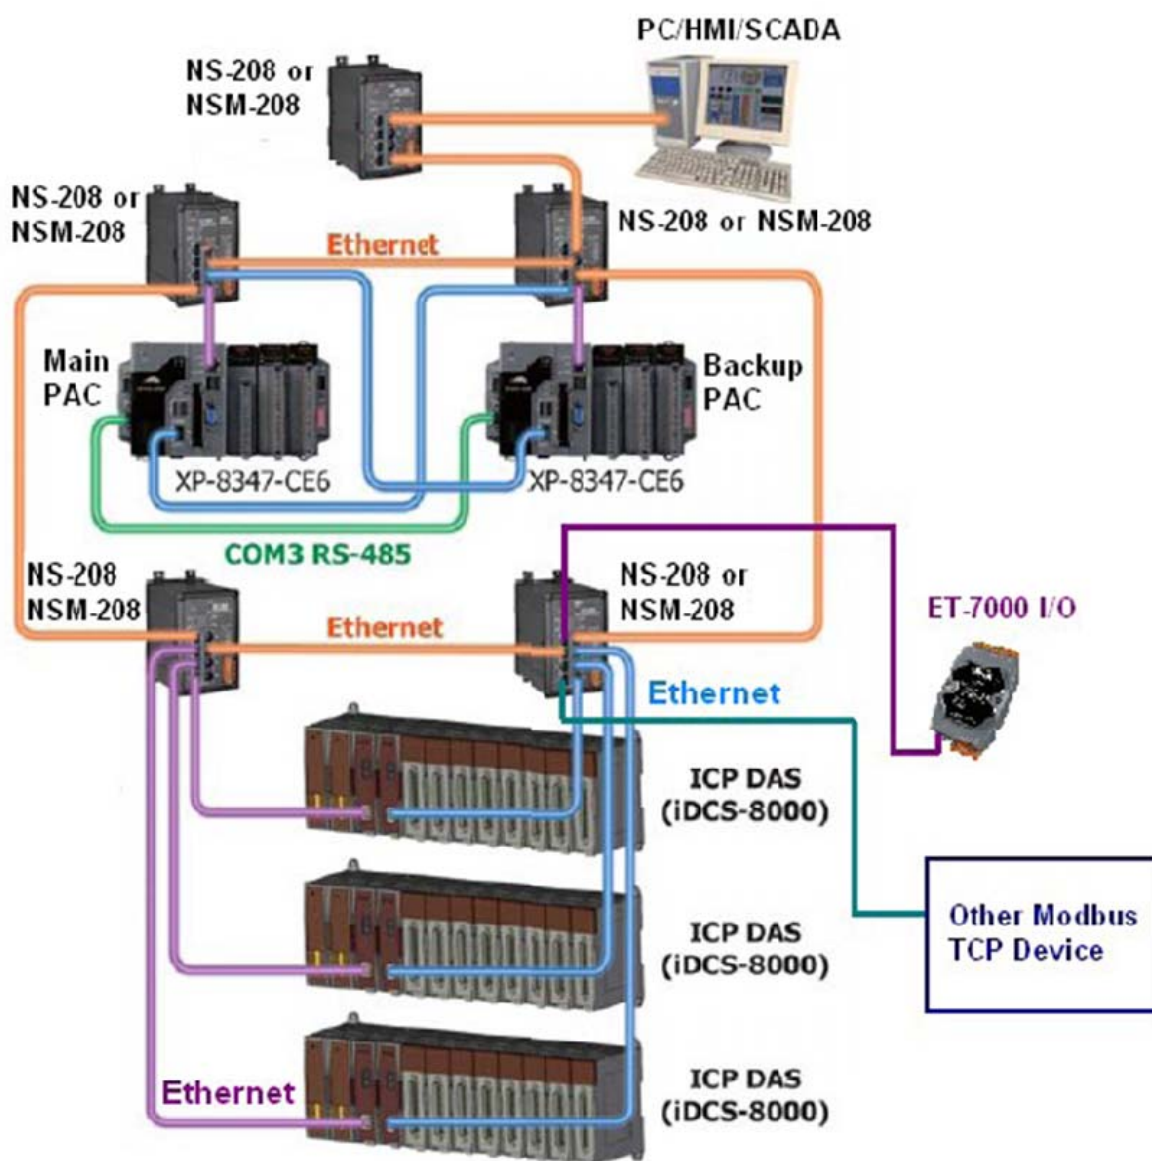 PC/HMI/SCADA
NS-208 or
NSM-208
NS-208 or
NSM-208
NS-208 or NSM-208
Ethernet
Main
PAC
Backup
PAC
XP-8347-CE6
XP-8347-CE6
COM3 RS-485
NS-208
NSM-208
NS-208 or
NSM-208
ET-7000 I/O
Ethernet
Ethernet
ICP DAS
(iDCS-8000)
Other Modbus
TCP Device
ICP DAS
(iDCS-8000)
Ethernet
ICP DAS
(iDCS-8000)